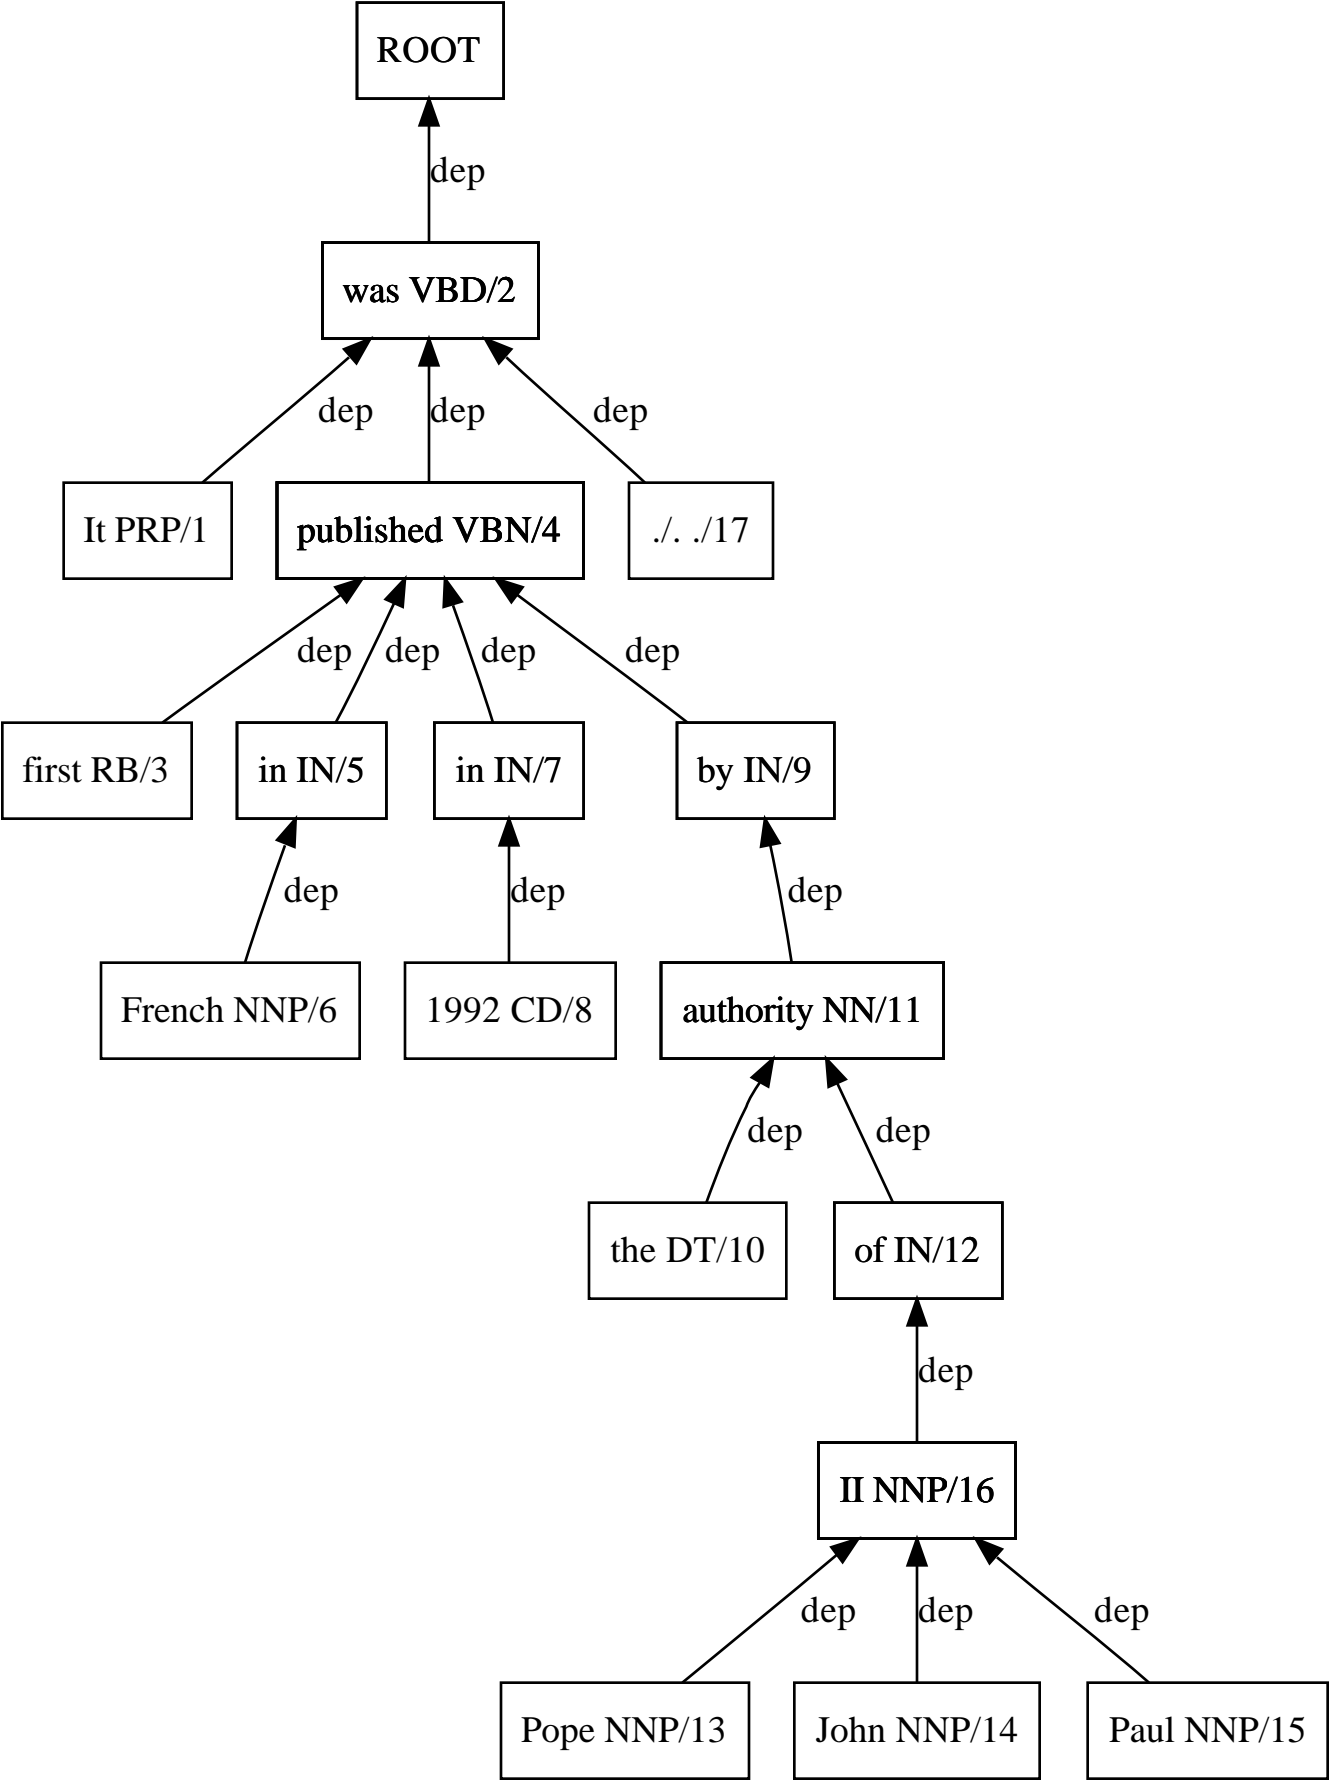 ROOT
dep
was VBD/2
dep dep dep
It PRP/1 published VBN/4 ./. ./17
dep dep dep dep
first RB/3 in IN/5 in IN/7 by IN/9
dep dep dep
French NNP/6 1992 CD/8 authority NN/11
dep dep
the DT/10 of IN/12
dep
II NNP/16
dep dep dep
Pope NNP/13 John NNP/14 Paul NNP/15